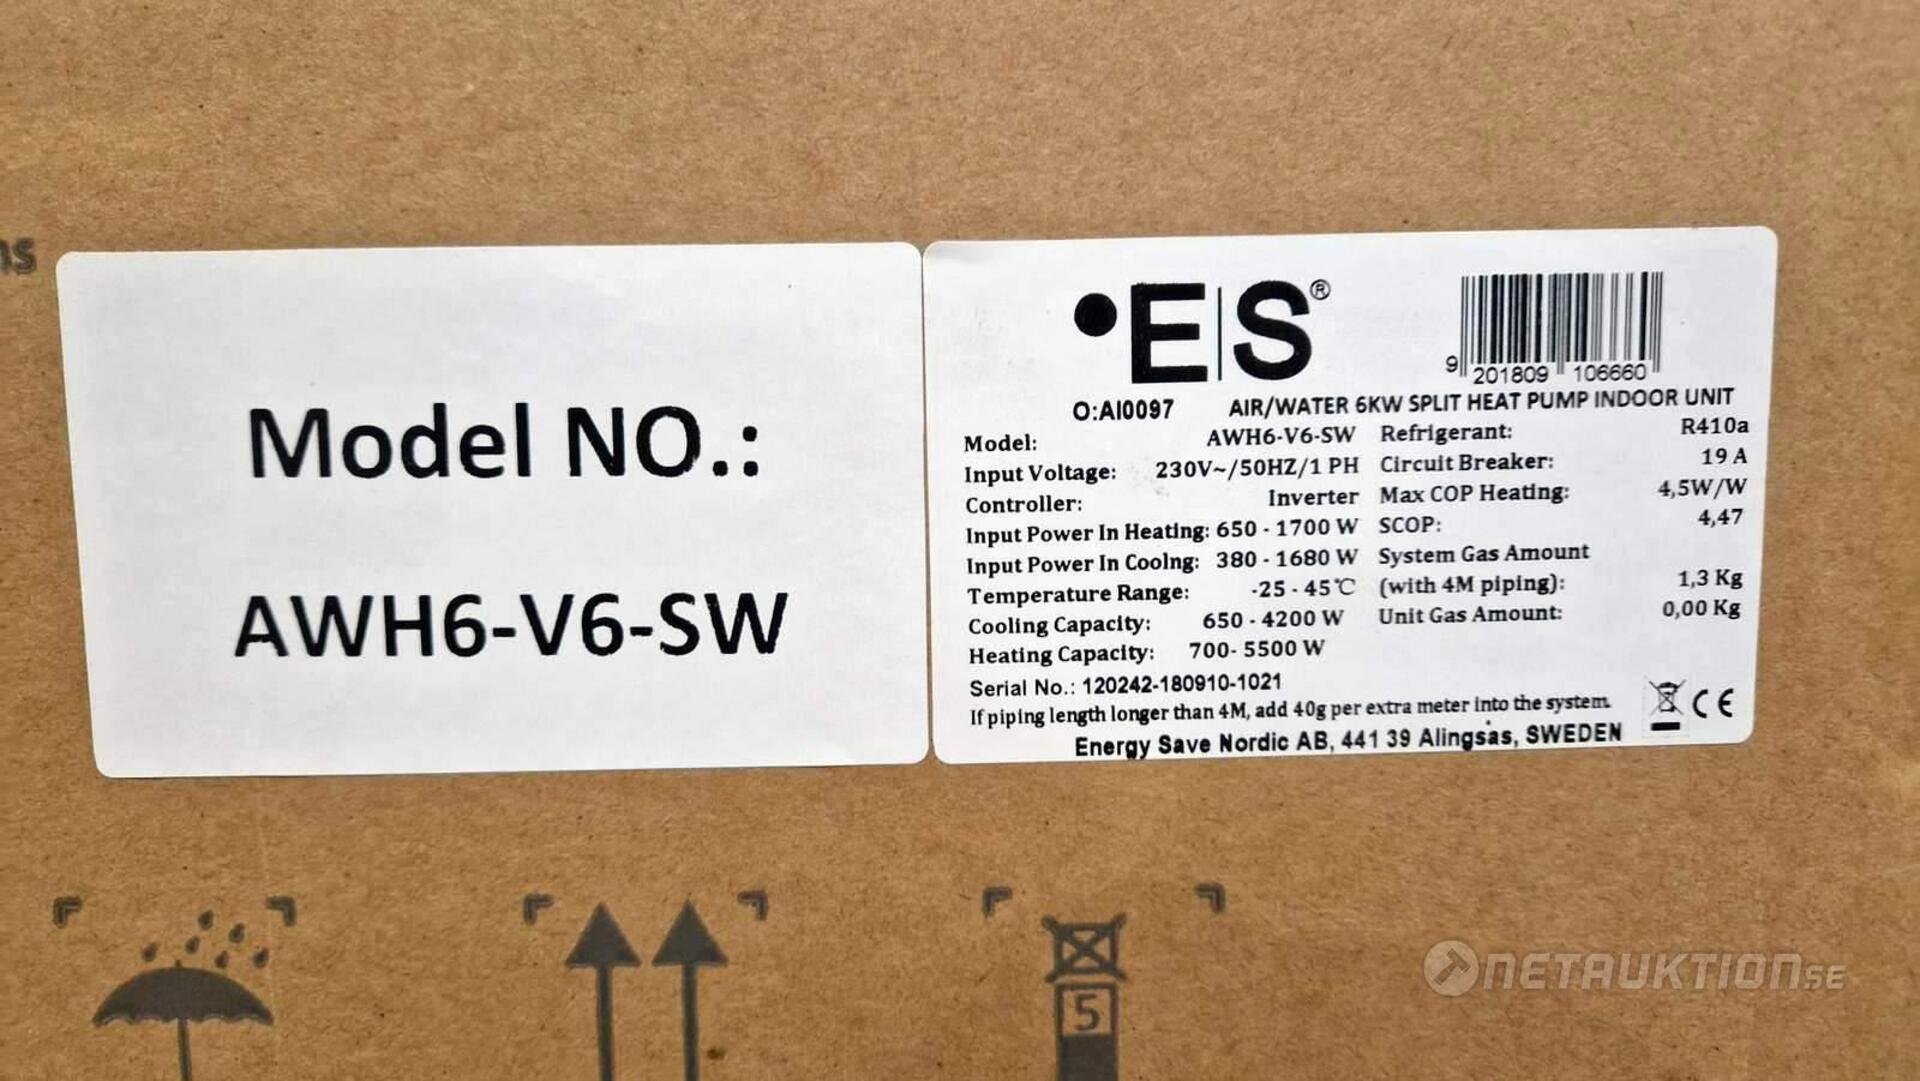 Model NO.:
AWH6-V6-SW
•E|S®
9 201809 106660
O:AI0097 AIR/WATER 6KW SPLIT HEAT PUMP INDOOR UNIT
Model: AWH6-V6-SW
Input Voltage: 230V~/50HZ/1 PH
Controller: Inverter
Input Power In Heating: 650 - 1700 W
Input Power In Coolng: 380 - 1680 W
Temperature Range: -25 - 45℃
Cooling Capacity: 650 - 4200 W
Heating Capacity: 700- 5500 W
Refrigerant: R410a
Circuit Breaker: 19 A
Max COP Heating: 4,5W/W
SCOP: 4,47
System Gas Amount
(with 4M piping): 1,3 Kg
Unit Gas Amount: 0,00 Kg
Serial No.: 120242-180910-1021
If piping length longer than 4M, add 40g per extra meter into the system.
Energy Save Nordic AB, 441 39 Alingsås, SWEDEN
CE
5
NETAUKTION.SE